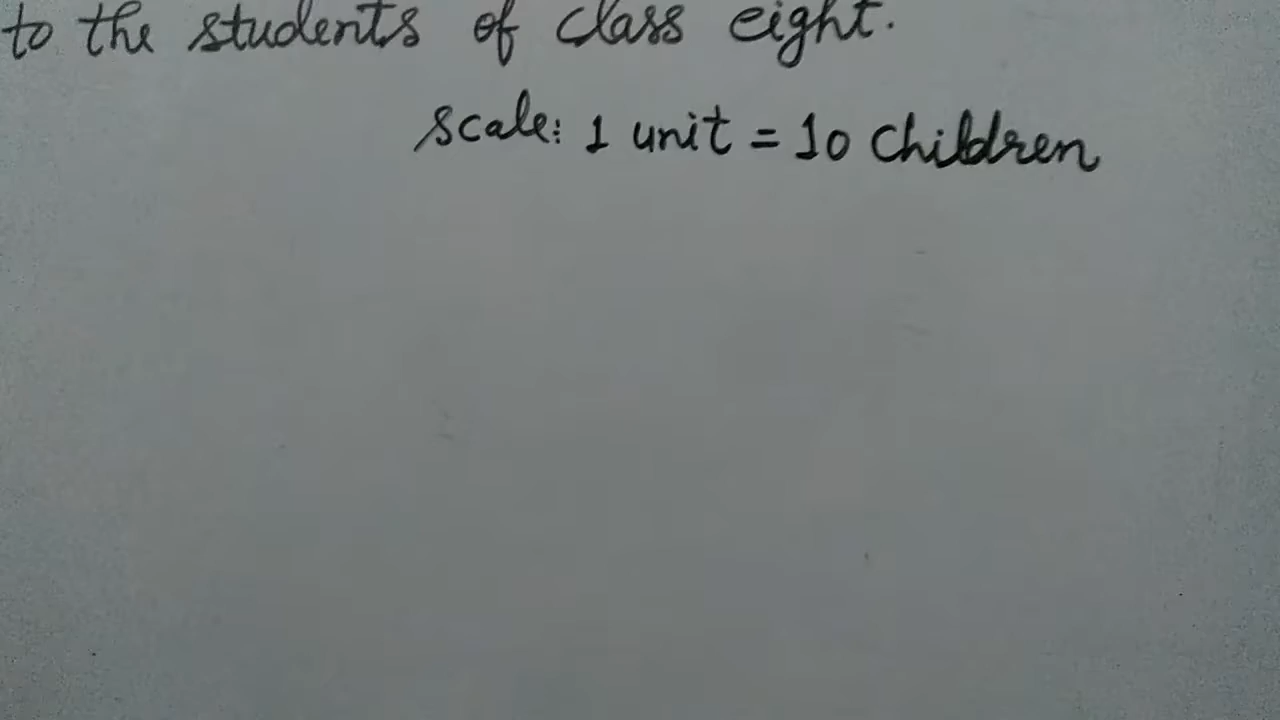 to the students of class eight.
scale: 1 unit = 10 children